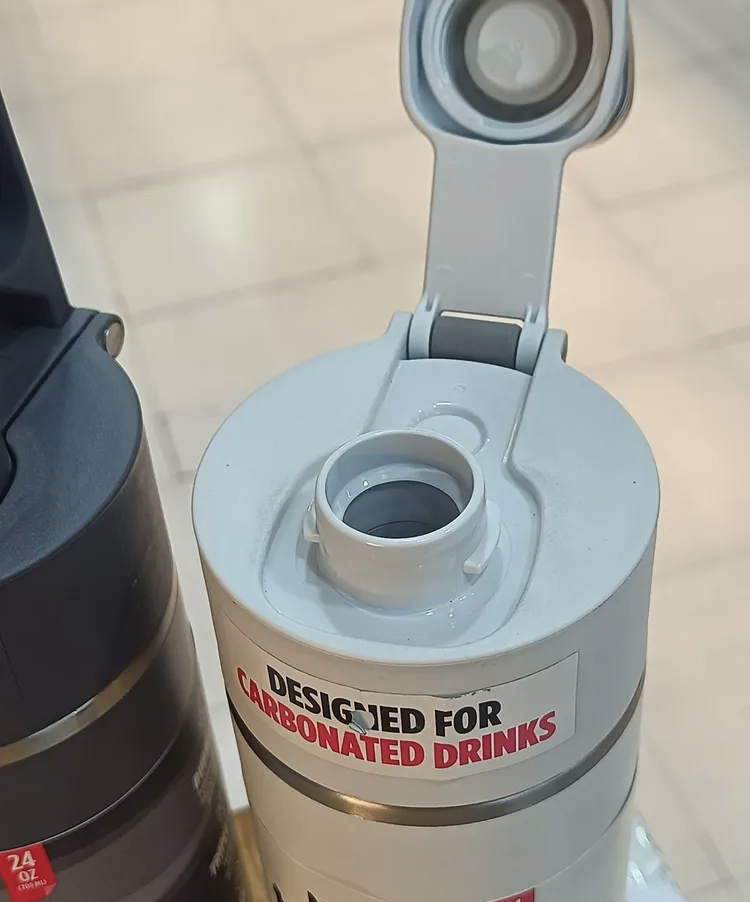 DESIGNED FOR
CARBONATED DRINKS
24
OZ